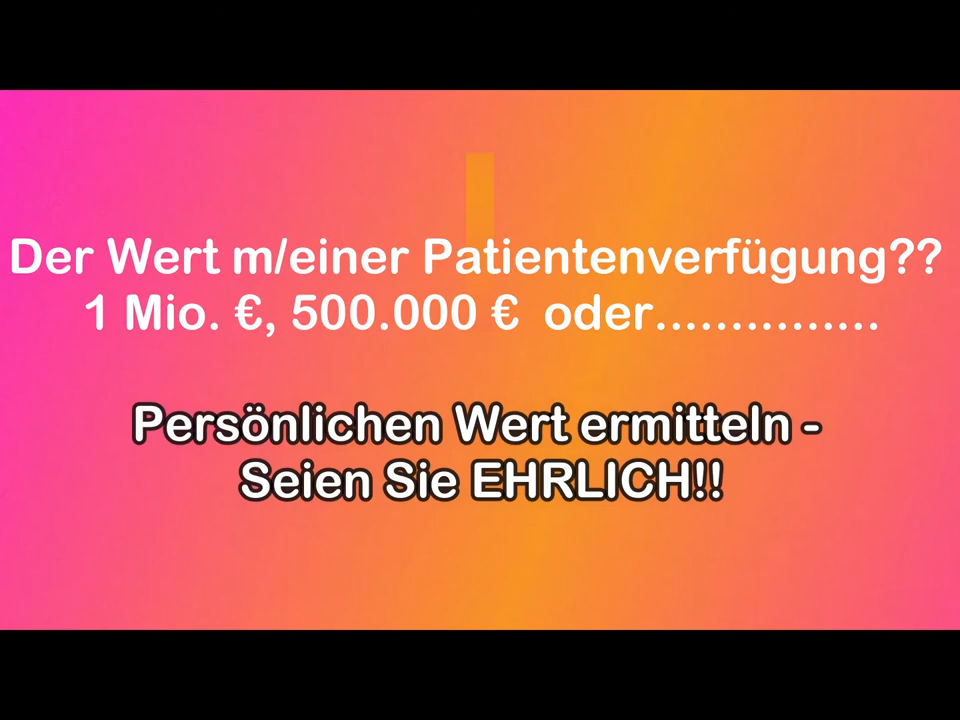 Der Wert m/einer Patientenverfügung??
1 Mio. €, 500.000 € oder...............
Persönlichen Wert ermitteln -
Seien Sie EHRLICH!!